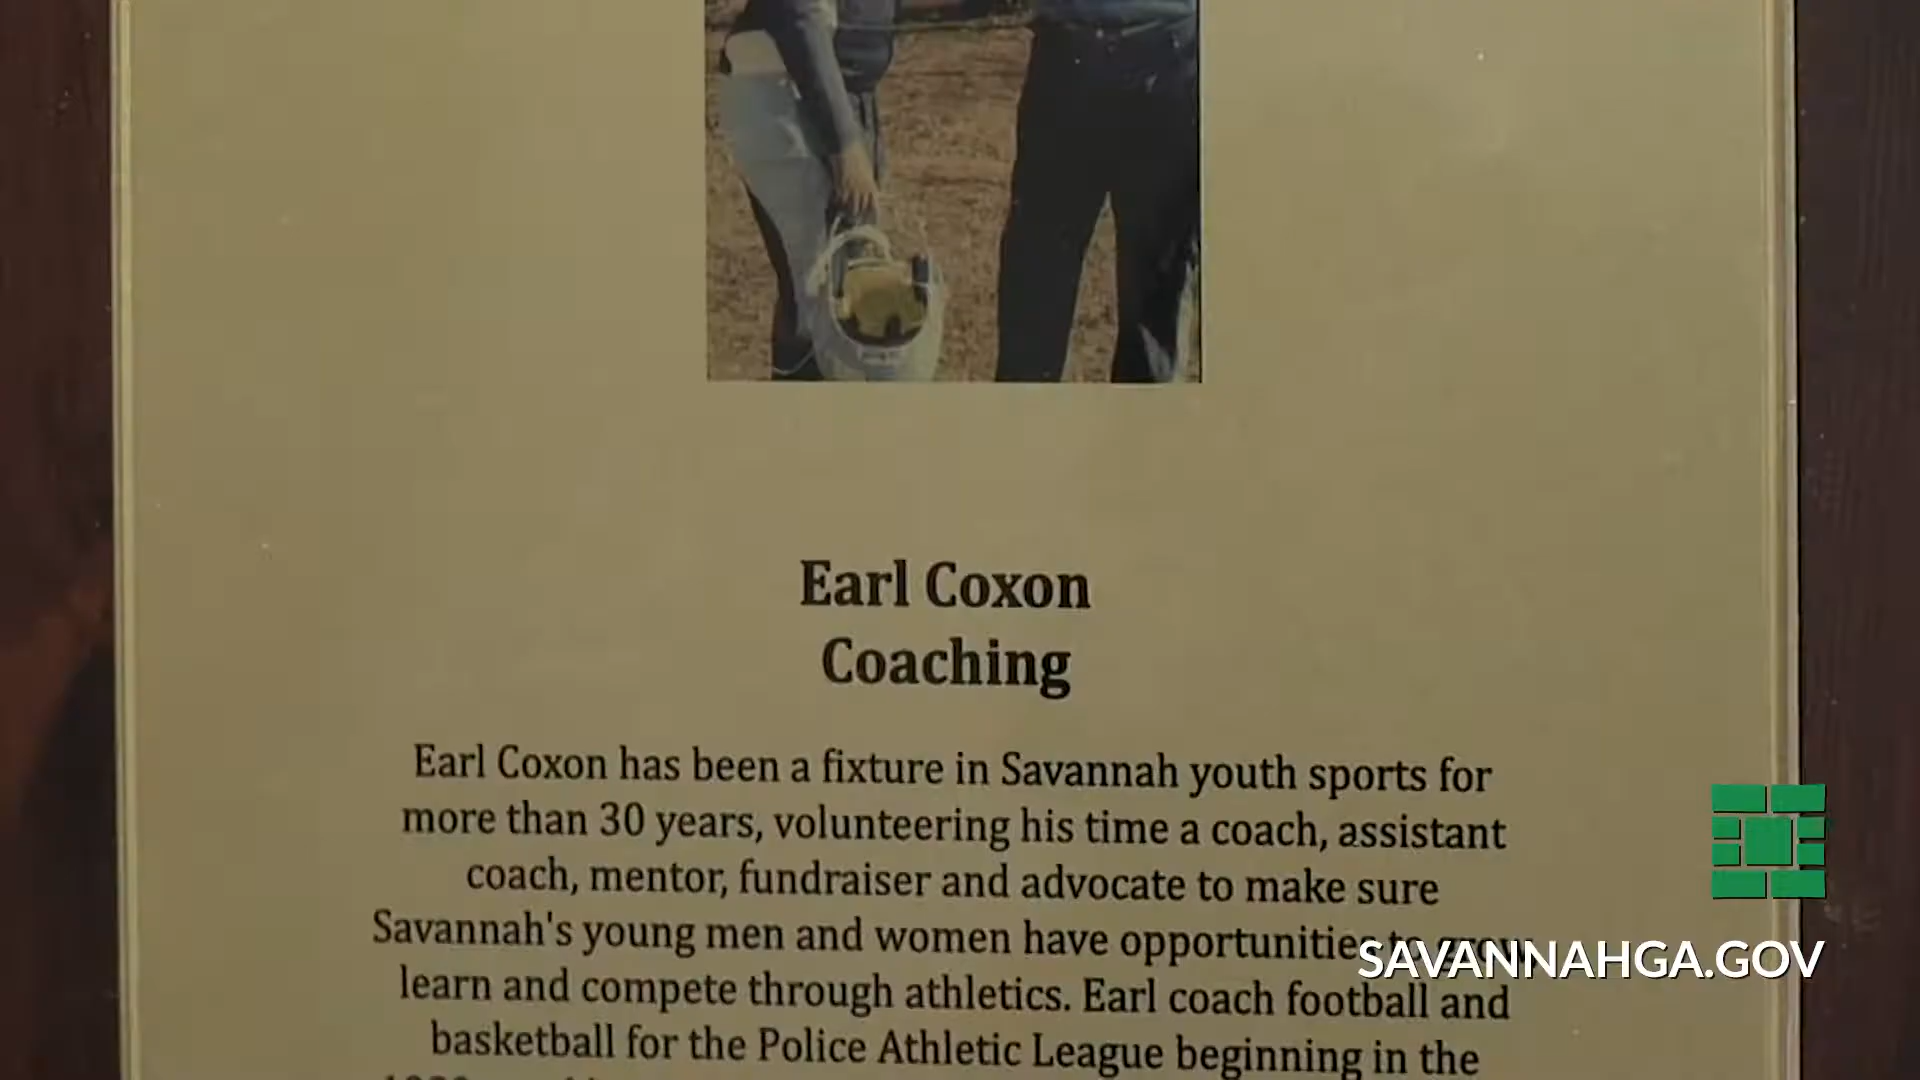 Earl Coxon
Coaching
Earl Coxon has been a fixture in Savannah youth sports for
more than 30 years, volunteering his time a coach, assistant
coach, mentor, fundraiser and advocate to make sure
Savannah's young men and women have opportunities to grow
learn and compete through athletics. Earl coach football and
basketball for the Police Athletic League beginning in the
SAVANNAHGA.GOV